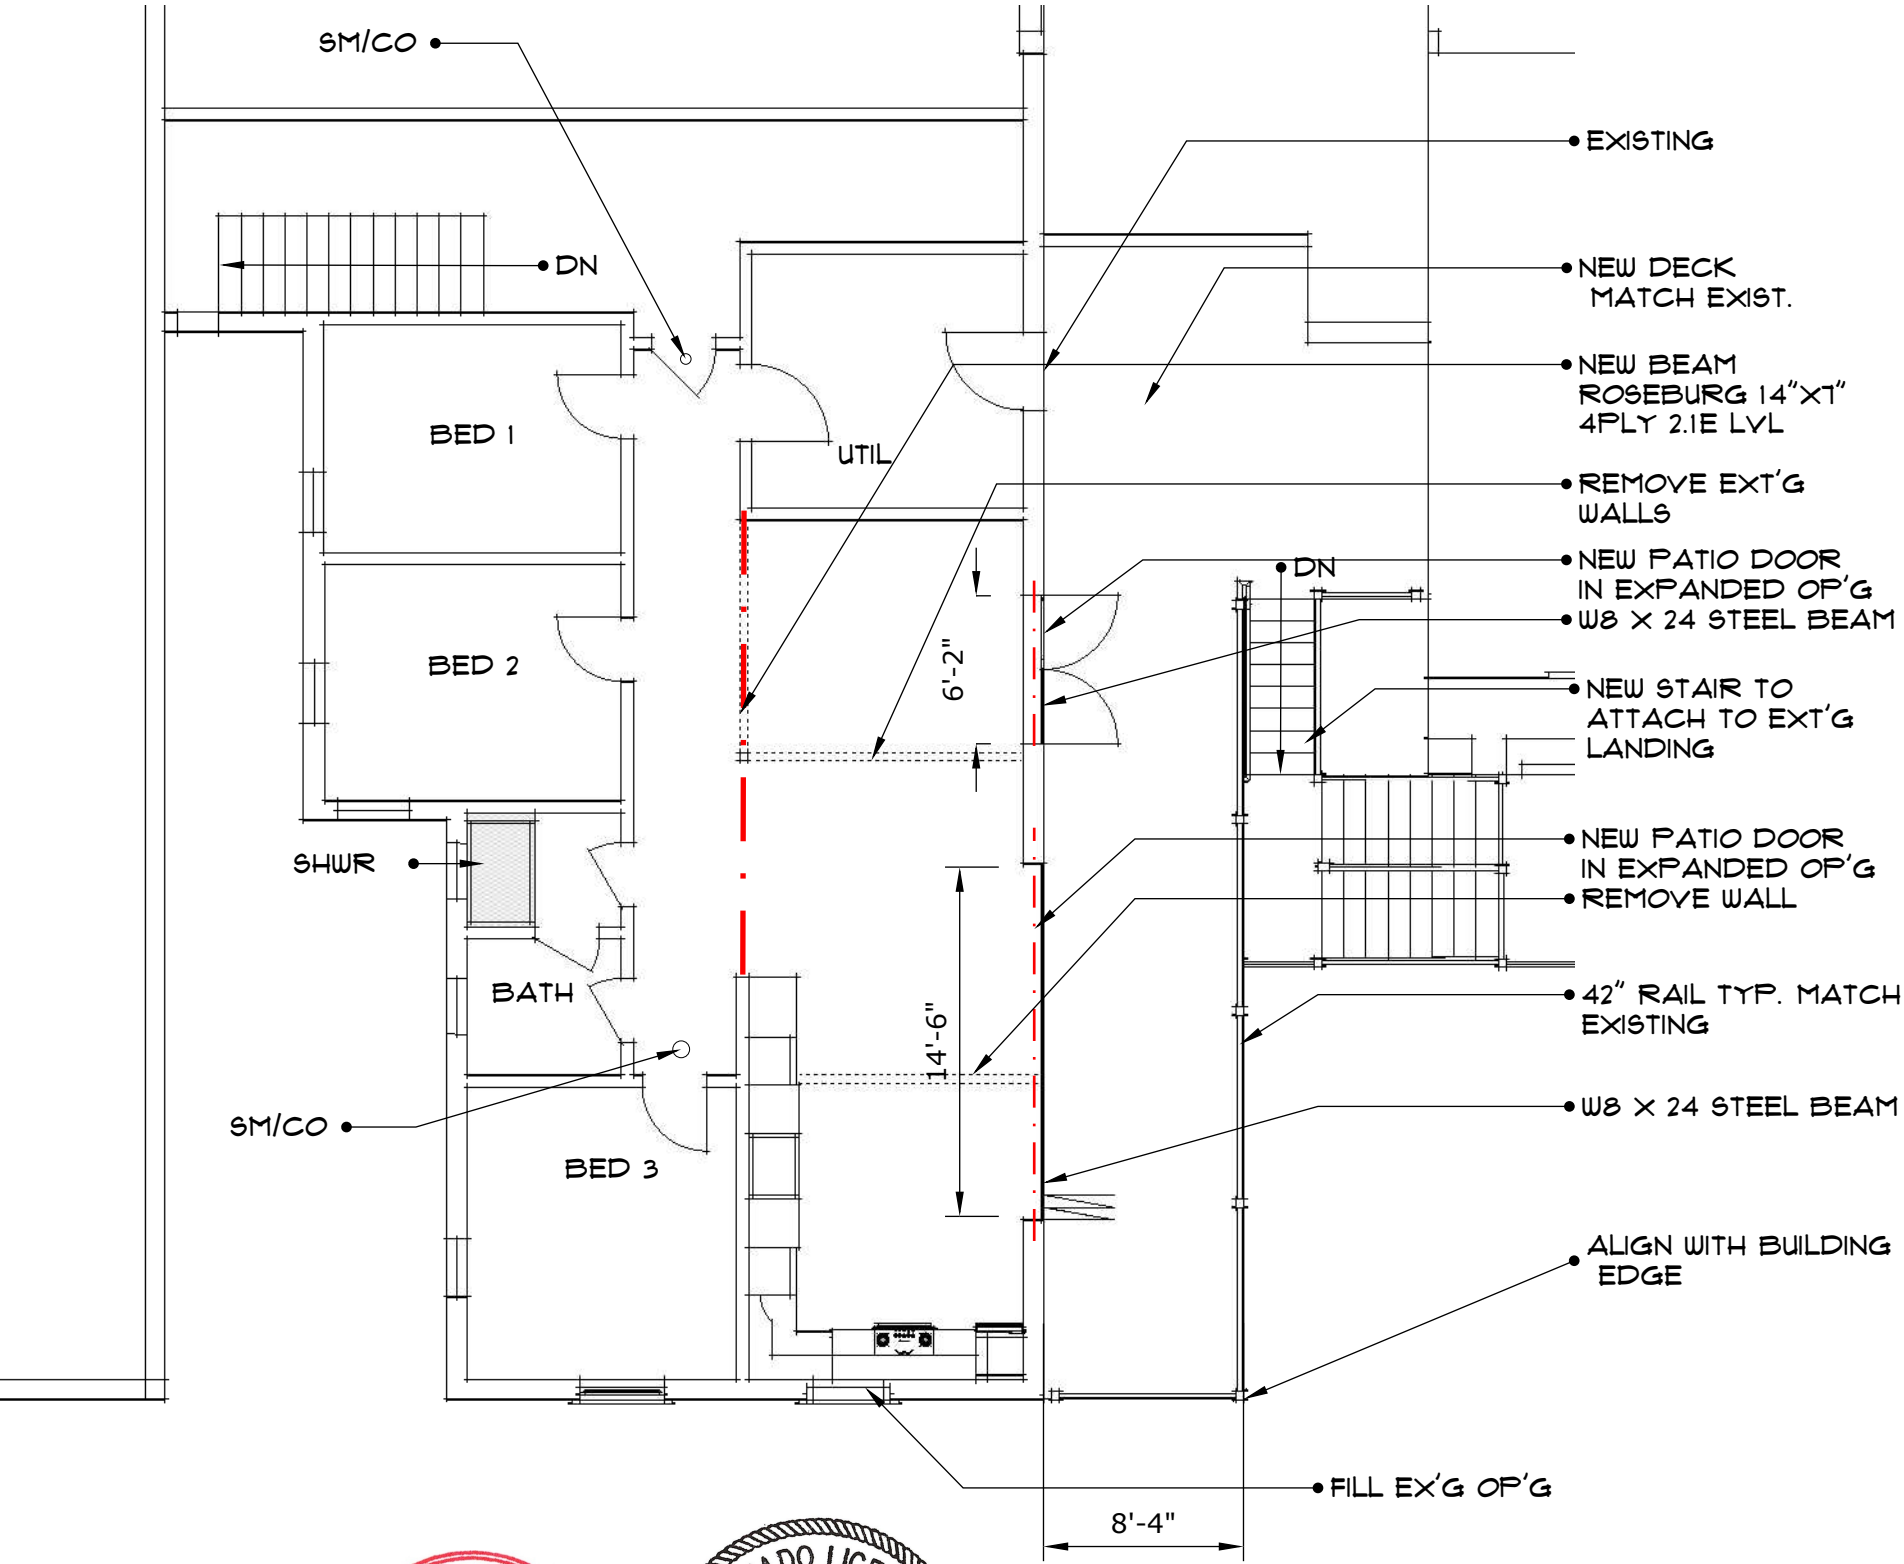 SM/CO
EXISTING
DN
NEW DECK
MATCH EXIST.
NEW BEAM
ROSEBURG 14"X7"
4PLY 2.1E LVL
BED 1
UTIL
REMOVE EXT'G
WALLS
NEW PATIO DOOR
IN EXPANDED OP'G
DN
W8 X 24 STEEL BEAM
BED 2
6'-2"
NEW STAIR TO
ATTACH TO EXT'G
LANDING
NEW PATIO DOOR
IN EXPANDED OP'G
SHWR
REMOVE WALL
BATH
42" RAIL TYP. MATCH
EXISTING
14'-6"
SM/CO
W8 X 24 STEEL BEAM
BED 3
ALIGN WITH BUILDING
EDGE
FILL EX'G OP'G
8'-4"